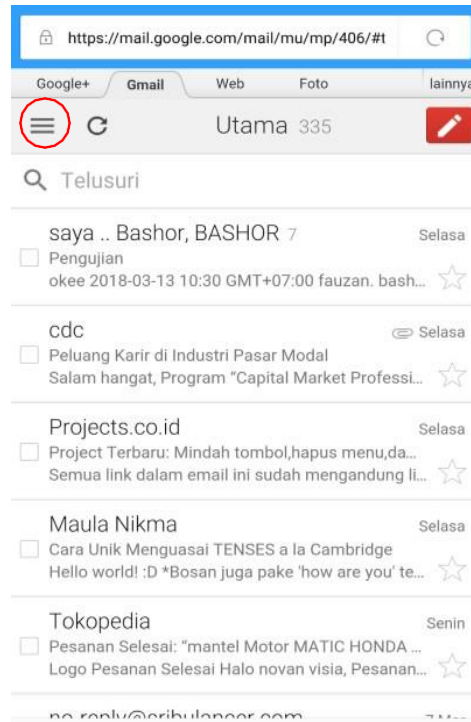 https://mail.google.com/mail/mu/mp/406/#t
Google+ Gmail Web Foto lainnya
Utama 335
Telusuri
saya .. Bashor, BASHOR 7 Selasa
Pengujian
okee 2018-03-13 10:30 GMT+07:00 fauzan. bash...
cdc Selasa
Peluang Karir di Industri Pasar Modal
Salam hangat, Program “Capital Market Professi...
Projects.co.id Selasa
Project Terbaru: Mindah tombol,hapus menu,da...
Semua link dalam email ini sudah mengandung li...
Maula Nikma Selasa
Cara Unik Menguasai TENSES a la Cambridge
Hello world! :D *Bosan juga pake 'how are you' te...
Tokopedia Senin
Pesanan Selesai: “mantel Motor MATIC HONDA ...
Logo Pesanan Selesai Halo novan visia, Pesanan...
no-reply@sribulancer.com